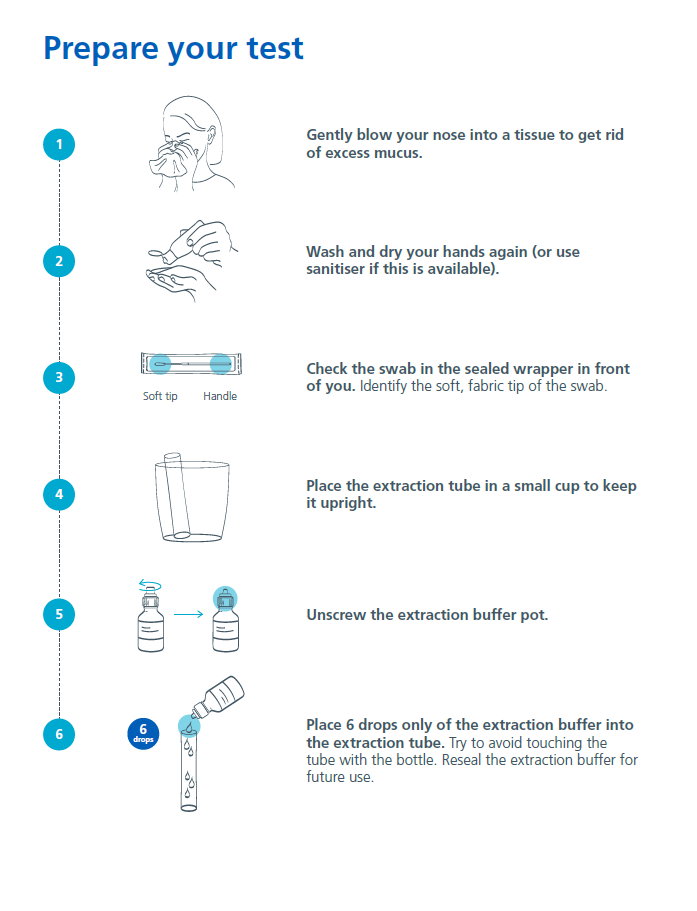 Prepare your test
1
Gently blow your nose into a tissue to get rid
of excess mucus.
2
Wash and dry your hands again (or use
sanitiser if this is available).
3
Soft tip
Handle
Check the swab in the sealed wrapper in front
of you. Identify the soft, fabric tip of the swab.
4
Place the extraction tube in a small cup to keep
it upright.
5
Unscrew the extraction buffer pot.
6
6
drops
Place 6 drops only of the extraction buffer into
the extraction tube. Try to avoid touching the
tube with the bottle. Reseal the extraction buffer for
future use.